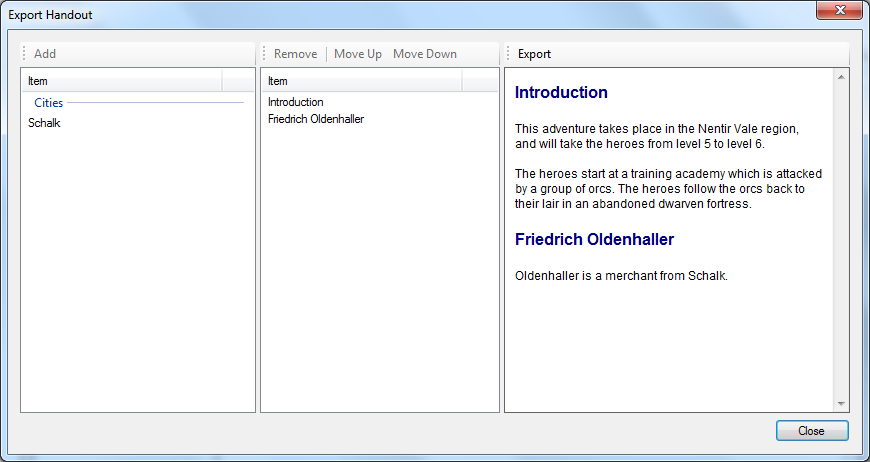 Export Handout
Add
Remove Move Up Move Down
Export
Item
Cities
Schalk
Item
Introduction
Friedrich Oldenhaller
Introduction
This adventure takes place in the Nentir Vale region,
and will take the heroes from level 5 to level 6.
The heroes start at a training academy which is attacked
by a group of orcs. The heroes follow the orcs back to
their lair in an abandoned dwarven fortress.
Friedrich Oldenhaller
Oldenhaller is a merchant from Schalk.
Close